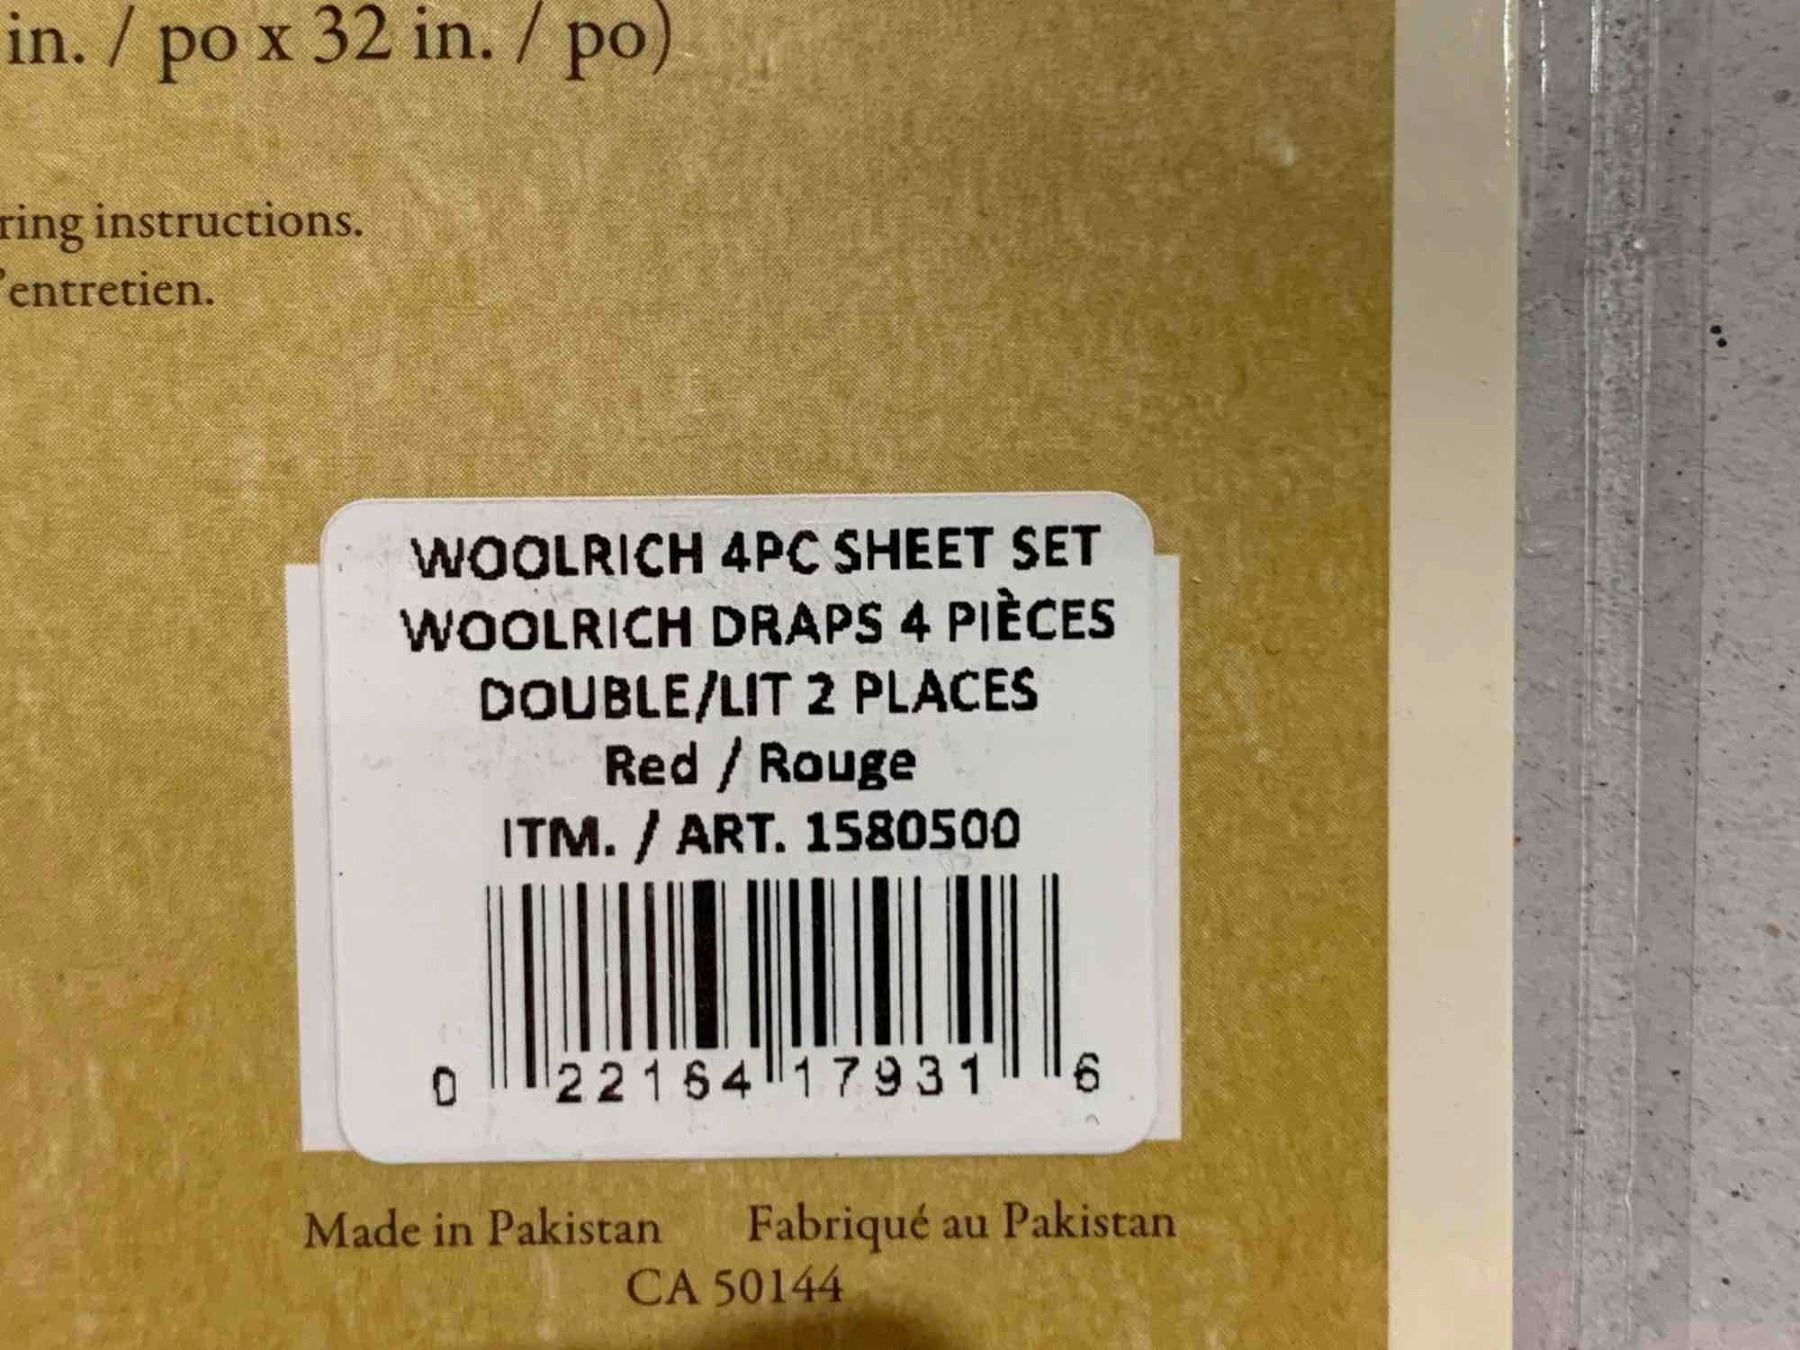 in. / po x 32 in. / po)
ring instructions.
’entretien.
WOOLRICH 4PC SHEET SET
WOOLRICH DRAPS 4 PIÈCES
DOUBLE/LIT 2 PLACES
Red / Rouge
ITM. / ART. 1580500
0 22164 17931 6
Made in Pakistan Fabriqué au Pakistan
CA 50144